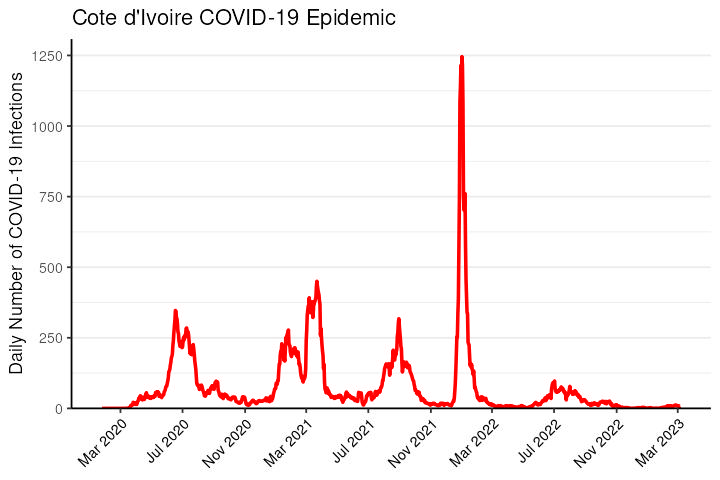 Cote d'Ivoire COVID-19 Epidemic
Daily Number of COVID-19 Infections
1250
1000
750
500
250
0
Mar 2020
Jul 2020
Nov 2020
Mar 2021
Jul 2021
Nov 2021
Mar 2022
Jul 2022
Nov 2022
Mar 2023